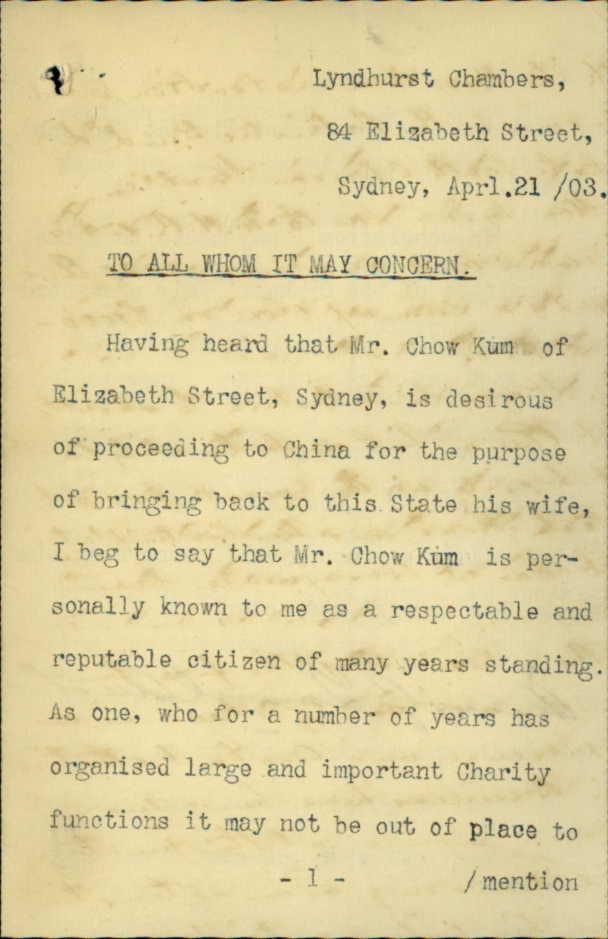 Lyndhurst Chambers,
84 Elizabeth Street,
Sydney, Aprl.21 /03.
TO ALL WHOM IT MAY CONCERN.
Having heard that Mr. Chow Kum of
Elizabeth Street, Sydney, is desirous
of proceeding to China for the purpose
of bringing back to this State his wife,
I beg to say that Mr. Chow Kum is per-
sonally known to me as a respectable and
reputable citizen of many years standing.
As one, who for a number of years has
organised large and important Charity
functions it may not be out of place to
- 1 - /mention